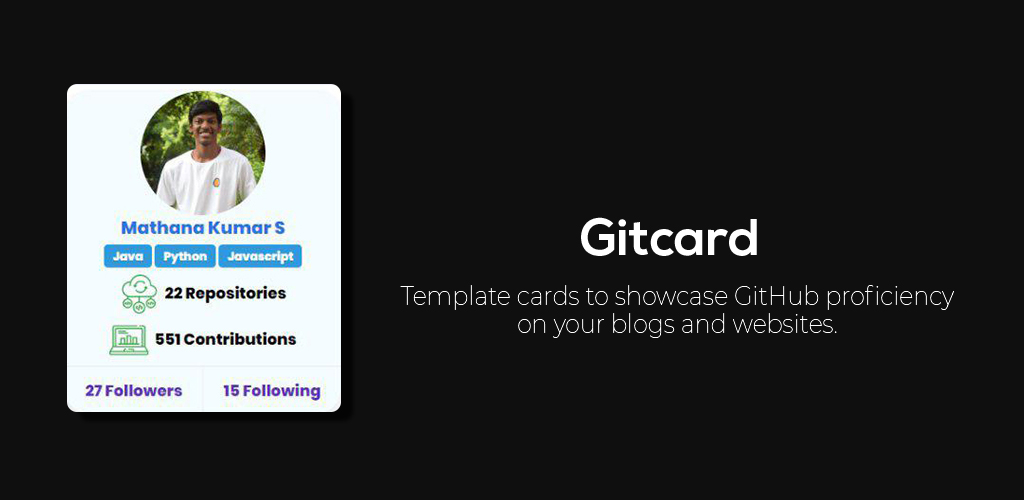 Mathana Kumar S
Java Python Javascript
22 Repositories
551 Contributions
27 Followers 15 Following
Gitcard
Template cards to showcase GitHub proficiency
on your blogs and websites.